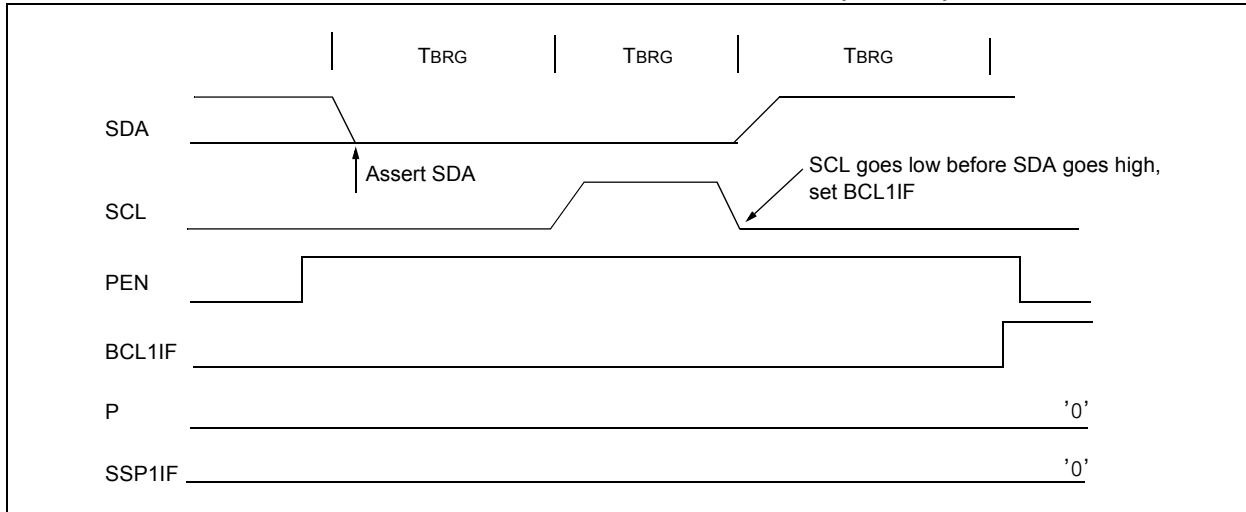 TBRG TBRG TBRG
SDA
Assert SDA
SCL goes low before SDA goes high,
set BCL1IF
SCL
PEN
BCL1IF
P '0'
SSP1IF '0'